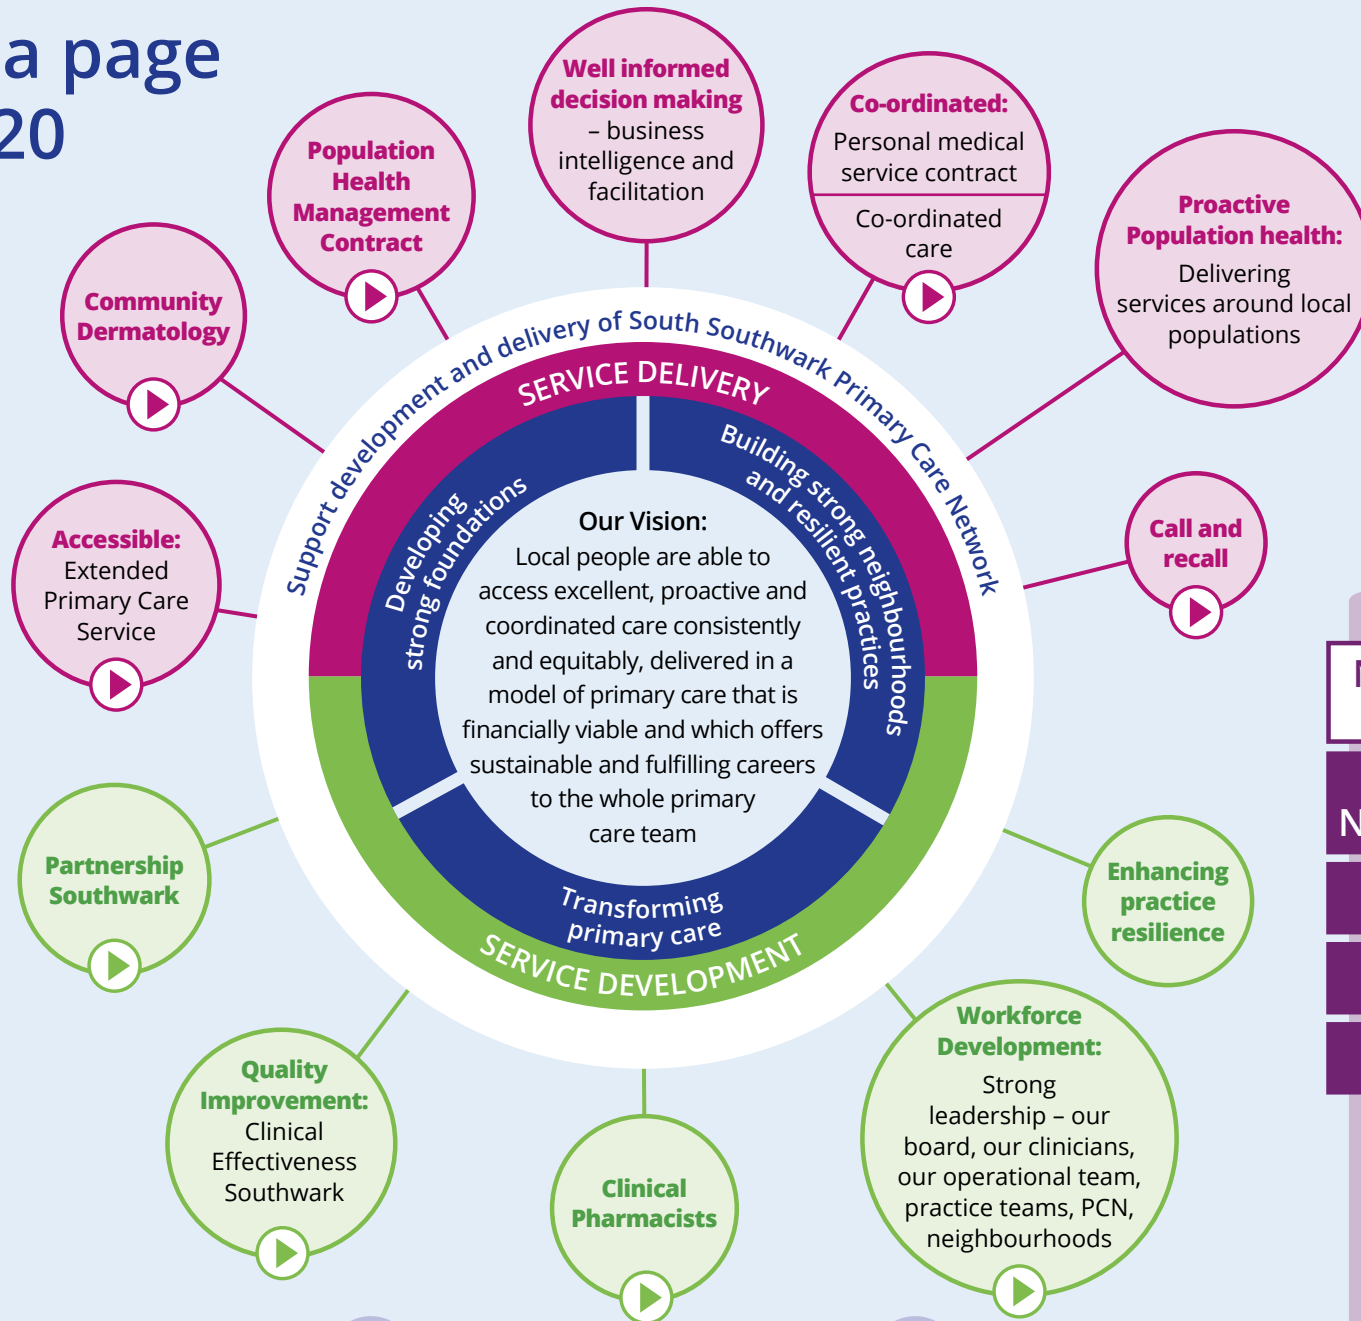 a page
20
Well informed
decision making
– business
intelligence and
facilitation
Co-ordinated:
Personal medical
service contract
Co-ordinated
care
Population
Health
Management
Contract
Proactive
Population health:
Delivering
services around local
populations
Community
Dermatology
Support development and delivery of South Southwark Primary Care Network
SERVICE DELIVERY
Developing
strong foundations
Building strong neighbourhoods
and resilient practices
Accessible:
Extended
Primary Care
Service
Call and
recall
Our Vision:
Local people are able to
access excellent, proactive and
coordinated care consistently
and equitably, delivered in a
model of primary care that is
financially viable and which offers
sustainable and fulfilling careers
to the whole primary
care team
Transforming
primary care
SERVICE DEVELOPMENT
Partnership
Southwark
Enhancing
practice
resilience
Quality
Improvement:
Clinical
Effectiveness
Southwark
Clinical
Pharmacists
Workforce
Development:
Strong
leadership – our
board, our clinicians,
our operational team,
practice teams, PCN,
neighbourhoods
N